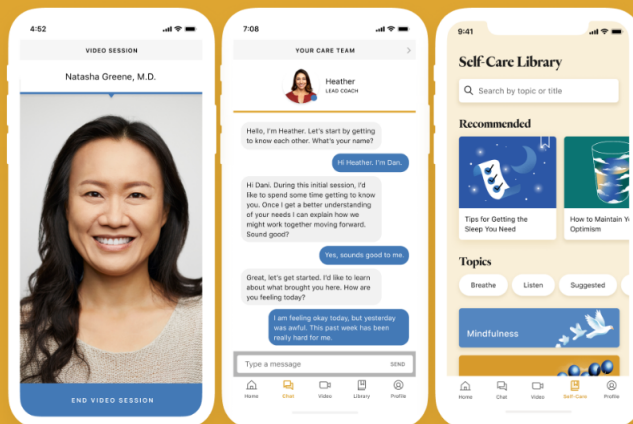 4:52
VIDEO SESSION
Natasha Greene, M.D.
END VIDEO SESSION
7:08
YOUR CARE TEAM
Heather
LEAD COACH
Hello, I'm Heather. Let's start by getting
to know each other. What's your name?
Hi Heather. I'm Dan.
Hi Dani. During this initial session, I'd
like to spend some time getting to know
you. Once I get a better understanding
of your needs I can explain how we
might work together moving forward.
Sound good?
Yes, sounds good to me.
Great, let's get started. I'd like to learn
about what brought you here. How are
you feeling today?
I am feeling okay today, but yesterday
was awful. This past week has been
really hard for me.
Type a message
SEND
Home
Chat
Video
Library
Profile
9:41
Self-Care Library
Search by topic or title
Recommended
Tips for Getting the
Sleep You Need
How to Maintain Yo
Optimism
Topics
Breathe
Listen
Suggested
Mindfulness
Home
Chat
Video
Self-Care
Profile